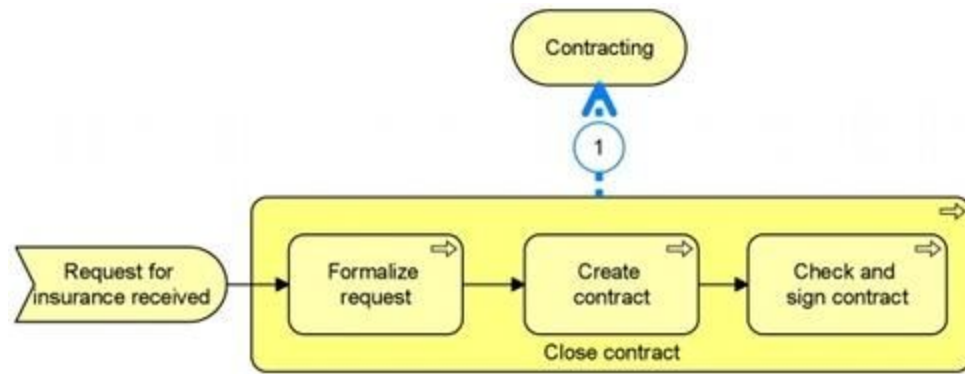 Contracting
1
Request for
insurance received
Formalize
request
Create
contract
Check and
sign contract
Close contract